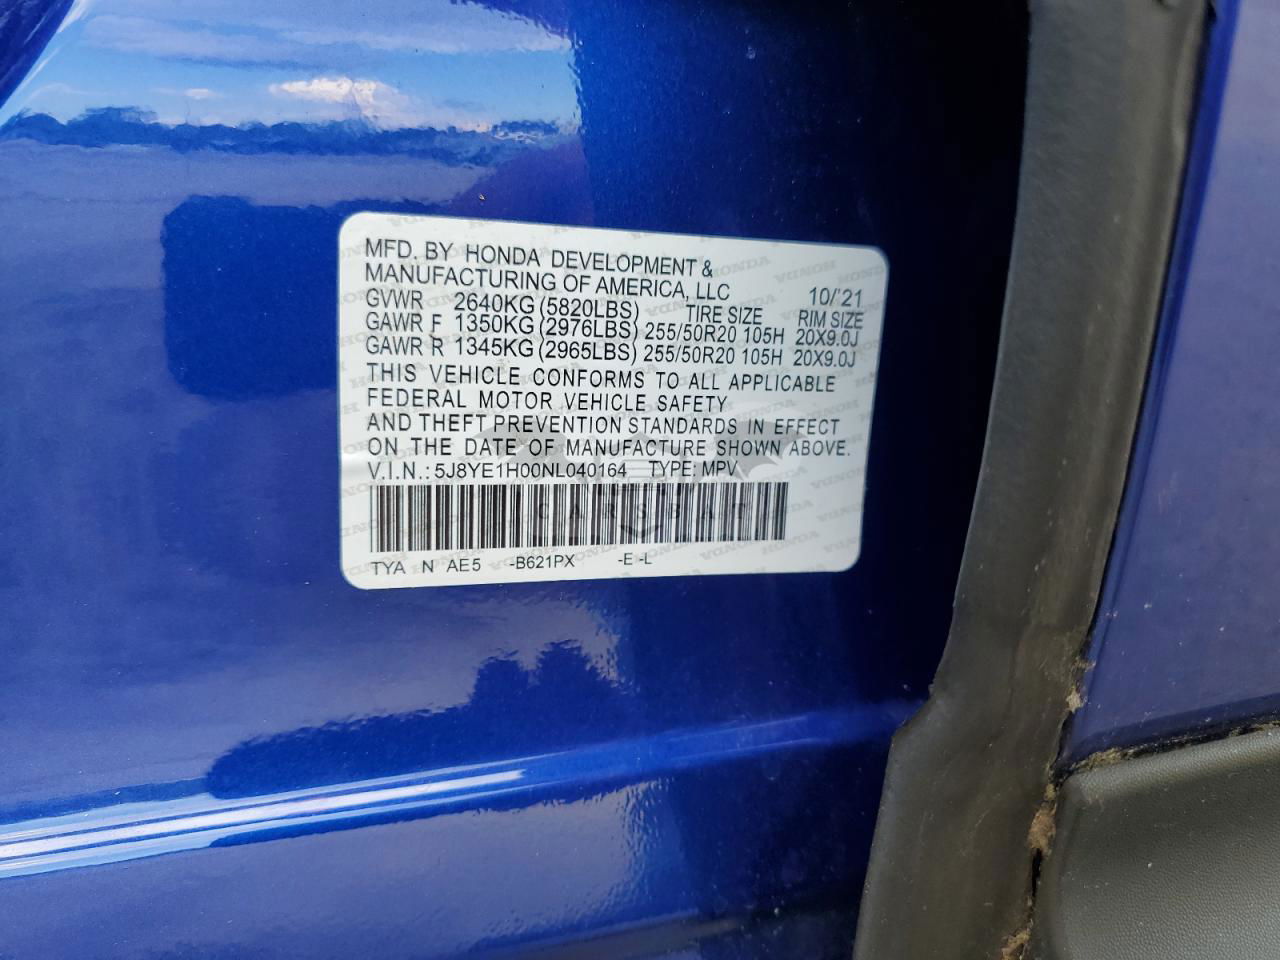 MFD. BY HONDA DEVELOPMENT &
MANUFACTURING OF AMERICA, LLC 10/'21
GVWR 2640KG (5820LBS) TIRE SIZE RIM SIZE
GAWR F 1350KG (2976LBS) 255/50R20 105H 20X9.0J
GAWR R 1345KG (2965LBS) 255/50R20 105H 20X9.0J
THIS VEHICLE CONFORMS TO ALL APPLICABLE
FEDERAL MOTOR VEHICLE SAFETY
AND THEFT PREVENTION STANDARDS IN EFFECT
ON THE DATE OF MANUFACTURE SHOWN ABOVE.
V.I.N.: 5J8YE1H00NL040164 TYPE: MPV
CARSBAT
TYA N AE5 -B621PX -E -L